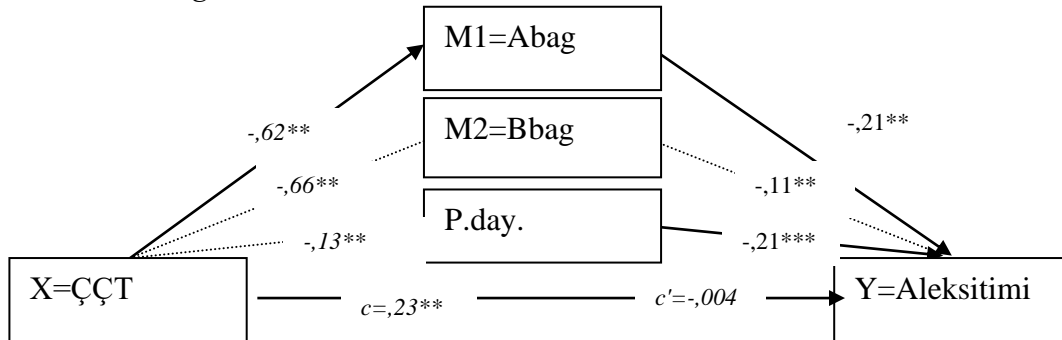 M1=Abag
-,62**
-,21**
M2=Bbag
-,66**
-,11**
P.day.
-,13**
-,21***
X=ÇÇT
c=,23**
c'=-,004
Y=Aleksitimi